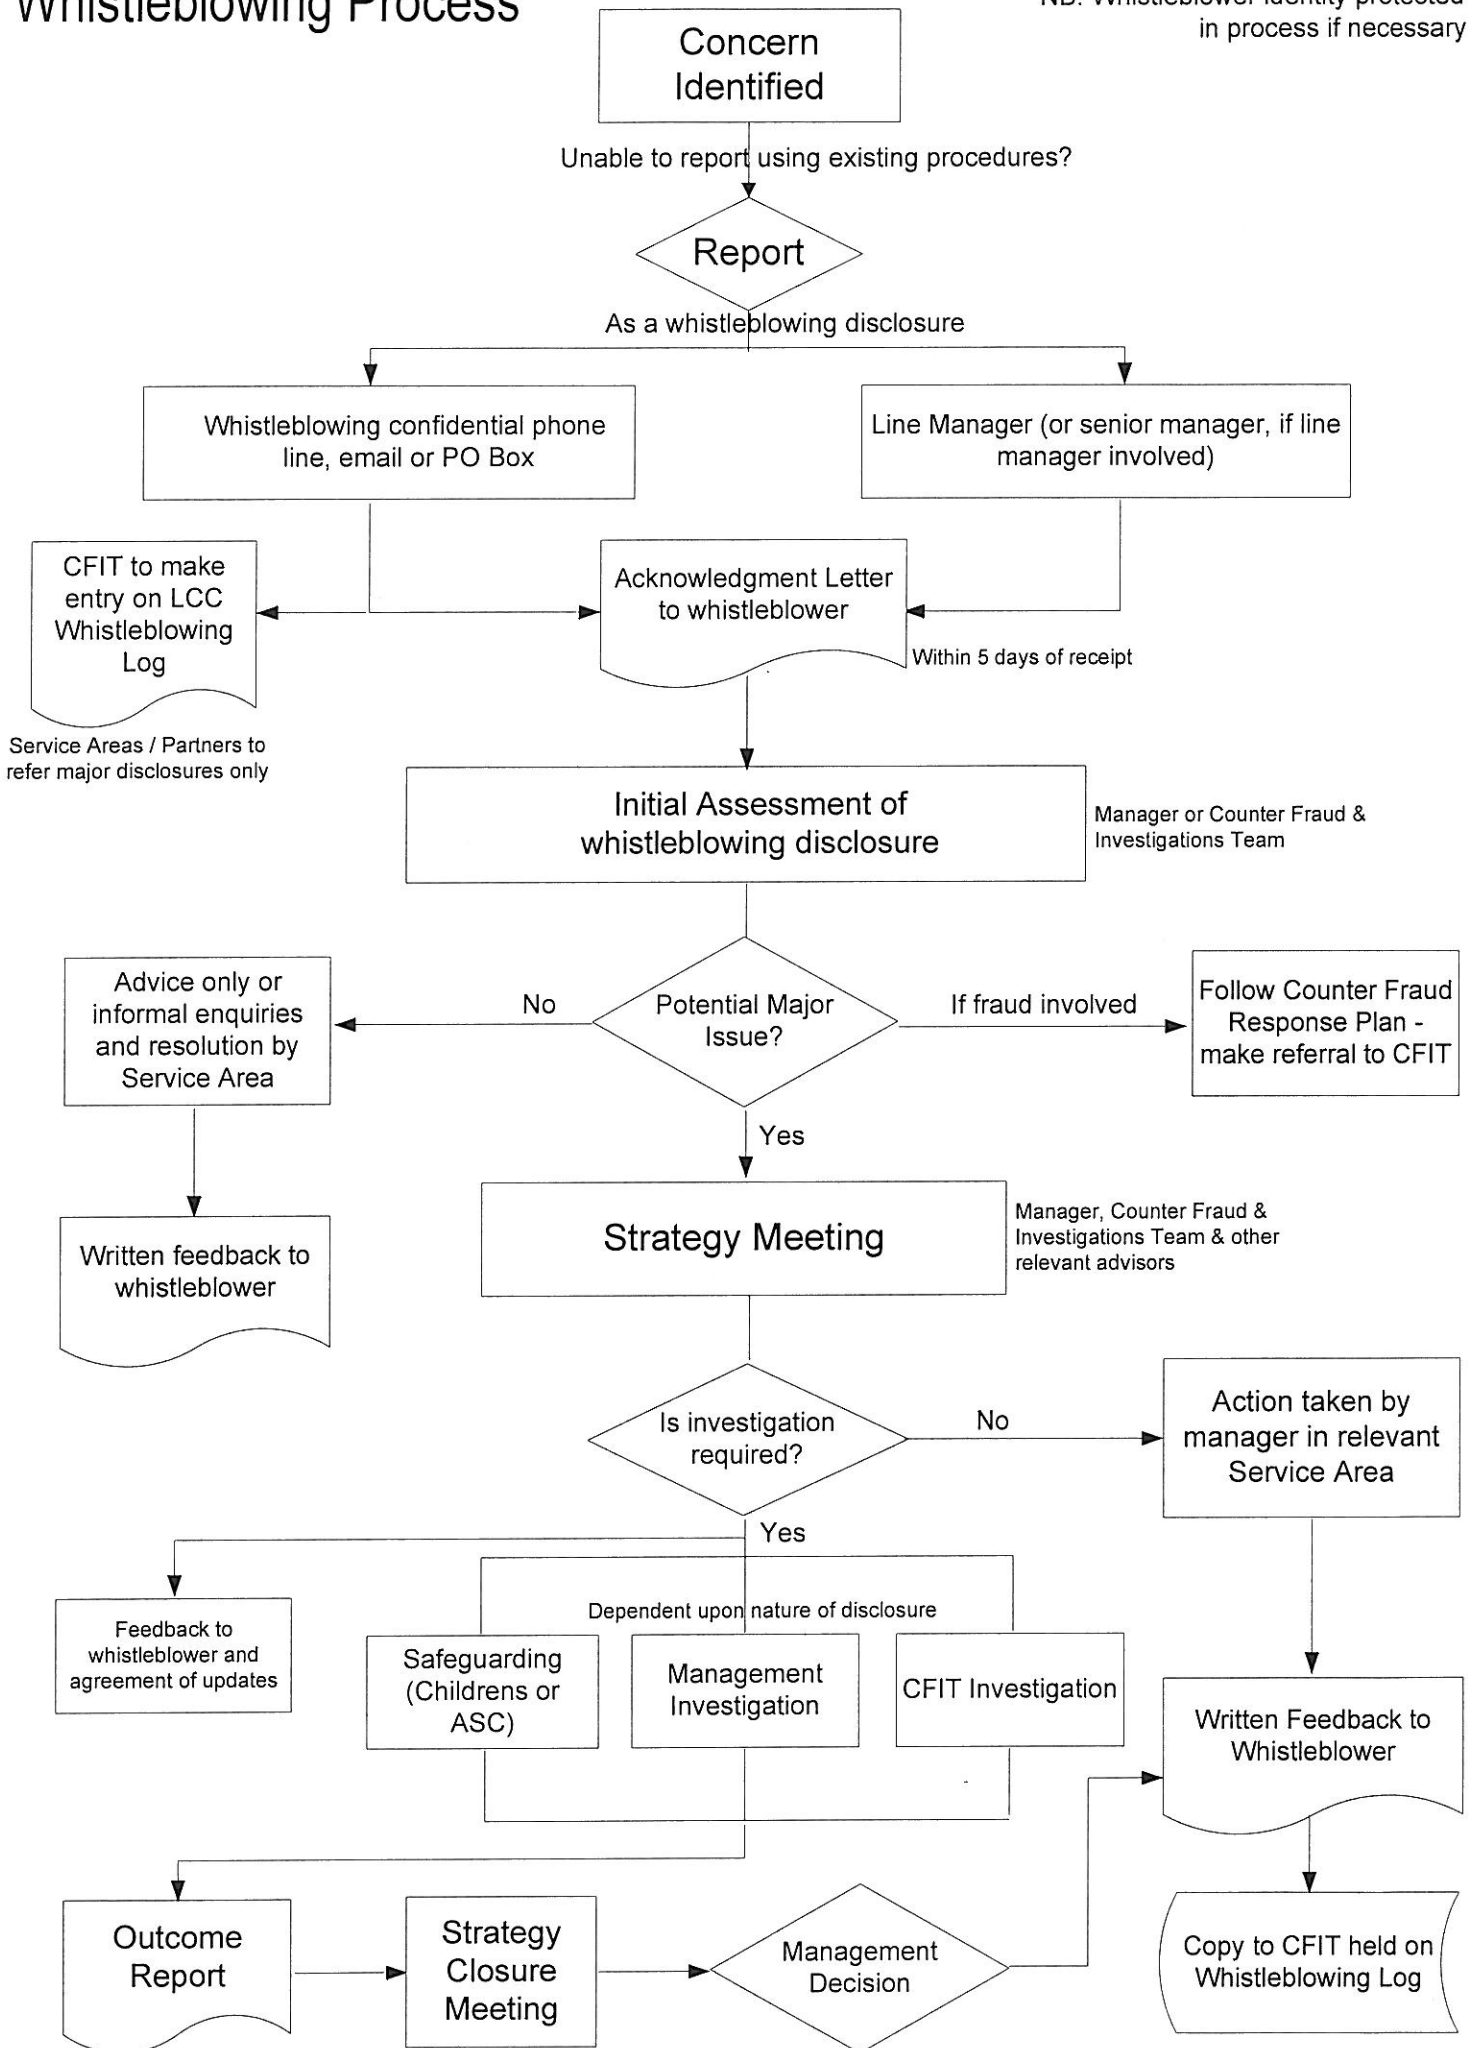 Whistleblowing Process
NB: Whistleblower identity protected
in process if necessary
Concern
Identified
Unable to report using existing procedures?
Report
As a whistleblowing disclosure
Whistleblowing confidential phone
line, email or PO Box
Line Manager (or senior manager, if line
manager involved)
CFIT to make
entry on LCC
Whistleblowing
Log
Acknowledgment Letter
to whistleblower
Within 5 days of receipt
Service Areas / Partners to
refer major disclosures only
Initial Assessment of
whistleblowing disclosure
Manager or Counter Fraud &
Investigations Team
Advice only or
informal enquiries
and resolution by
Service Area
No
Potential Major
Issue?
If fraud involved
Follow Counter Fraud
Response Plan -
make referral to CFIT
Yes
Written feedback to
whistleblower
Strategy Meeting
Manager, Counter Fraud &
Investigations Team & other
relevant advisors
Is investigation
required?
No
Action taken by
manager in relevant
Service Area
Yes
Feedback to
whistleblower and
agreement of updates
Dependent upon nature of disclosure
Safeguarding
(Childrens or
ASC)
Management
Investigation
CFIT Investigation
Written Feedback to
Whistleblower
Outcome
Report
Strategy
Closure
Meeting
Management
Decision
Copy to CFIT held on
Whistleblowing Log